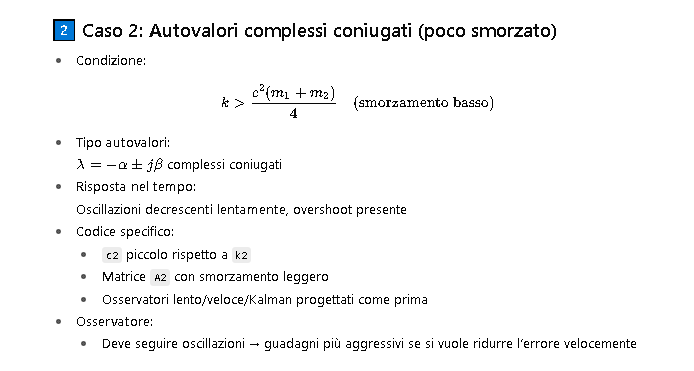 2 Caso 2: Autovalori complessi coniugati (poco smorzato)
• Condizione:
k > c²(m₁ + m₂) / 4 (smorzamento basso)
• Tipo autovalori:
λ = −α ± jβ complessi coniugati
• Risposta nel tempo:
Oscillazioni decrescenti lentamente, overshoot presente
• Codice specifico:
• c2 piccolo rispetto a k2
• Matrice A2 con smorzamento leggero
• Osservatori lento/veloce/Kalman progettati come prima
• Osservatore:
• Deve seguire oscillazioni → guadagni più aggressivi se si vuole ridurre l'errore velocemente